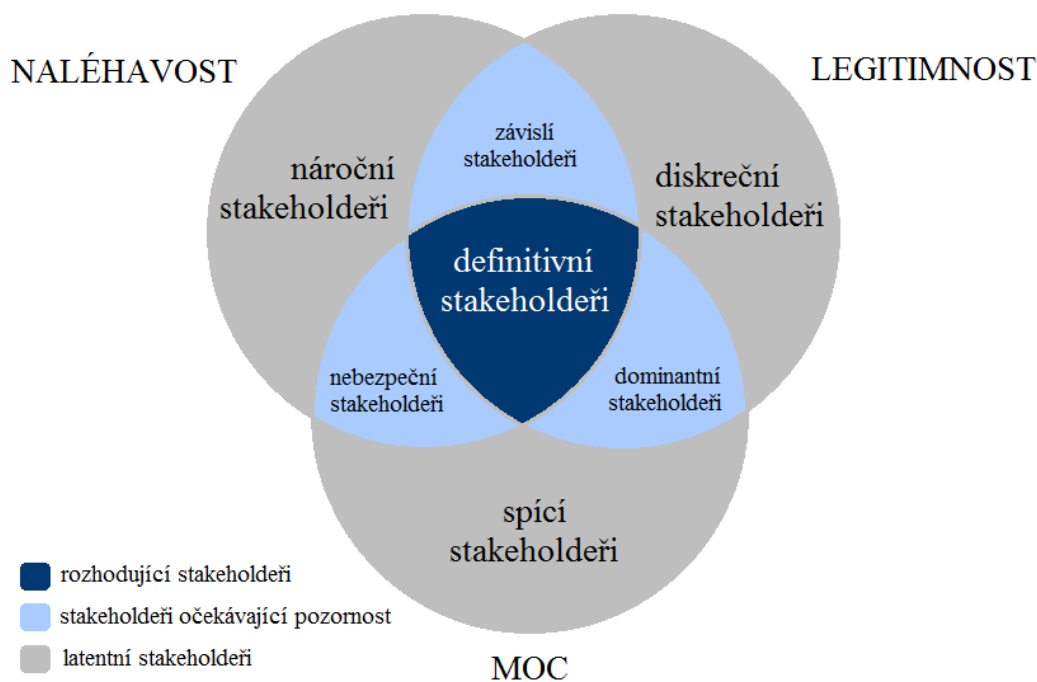 NALÉHAVOST
LEGITIMNOST
závislí
stakeholdeři
nároční
stakeholdeři
diskreční
stakeholdeři
definitivní
stakeholdeři
nebezpeční
stakeholdeři
dominantní
stakeholdeři
spící
stakeholdeři
rozhodující stakeholdeři
stakeholdeři očekávající pozornost
latentní stakeholdeři
MOC